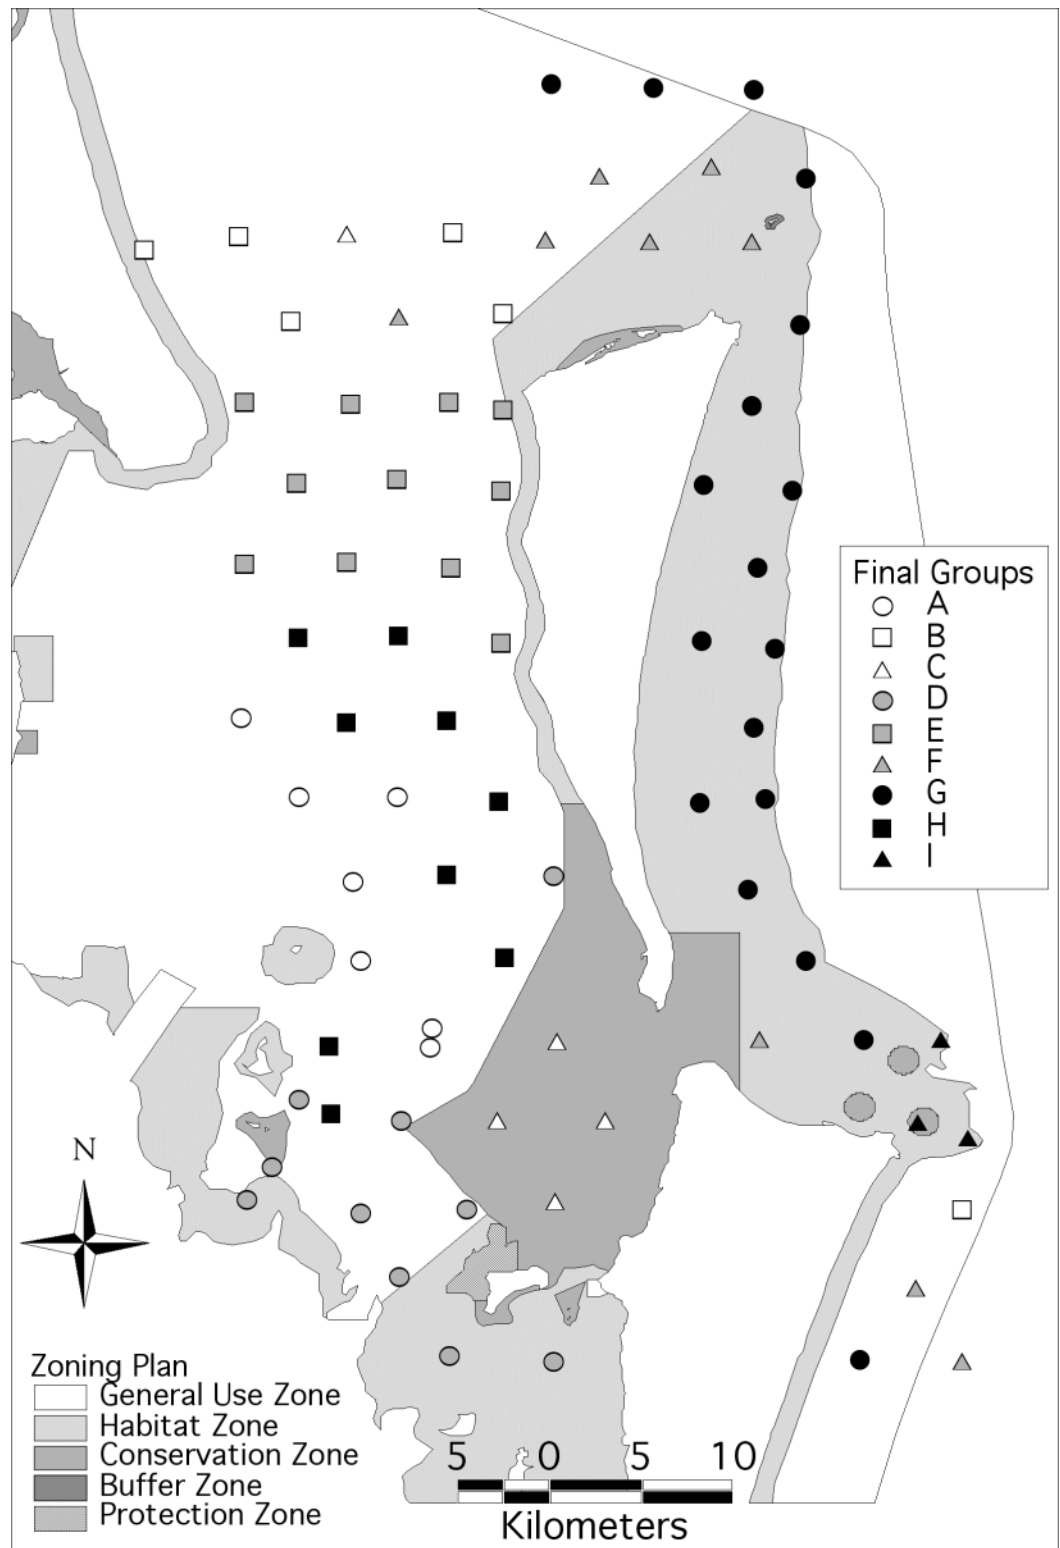 Final Groups
A
B
C
D
E
F
G
H
I
N
Zoning Plan
General Use Zone
Habitat Zone
Conservation Zone
Buffer Zone
Protection Zone
5 0 5 10
Kilometers